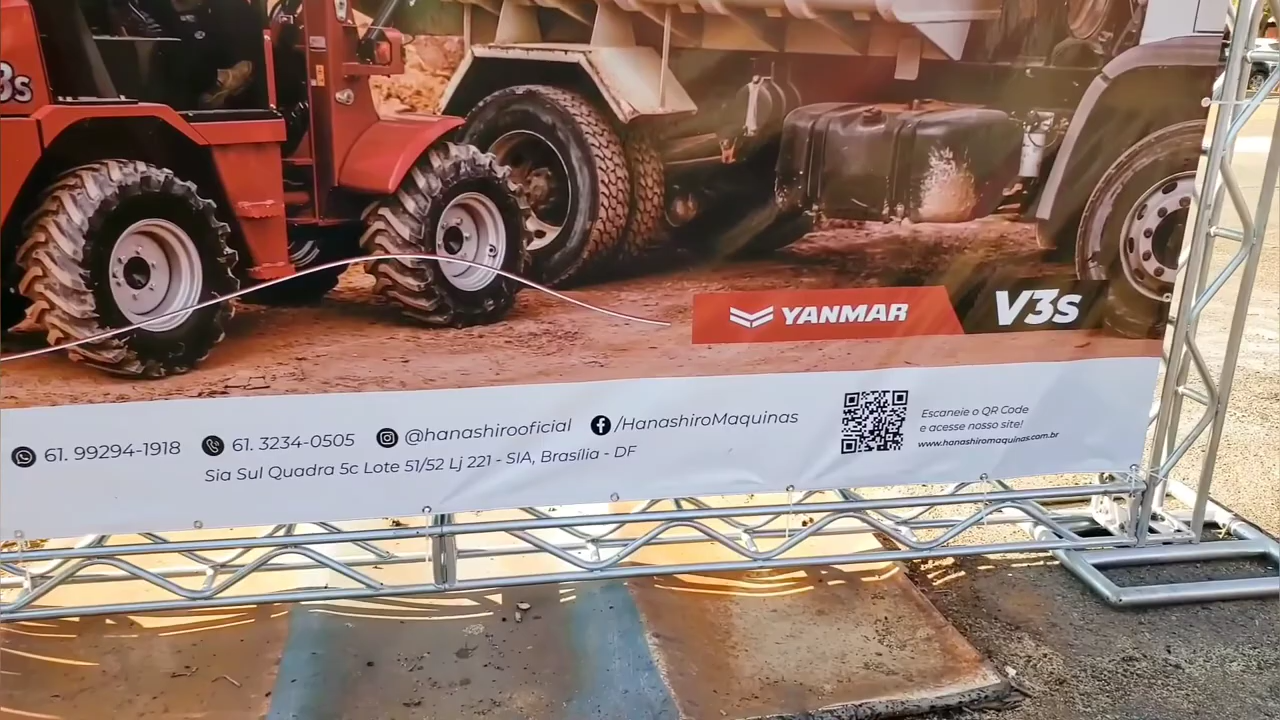 3s
YANMAR V3s
61. 99294-1918 61. 3234-0505 @hanashirooficial /HanashiroMaquinas
Sia Sul Quadra 5c Lote 51/52 Lj 221 - SIA, Brasília - DF
Escaneie o QR Code
e acesse nosso site!
www.hanashiromaquinas.com.br